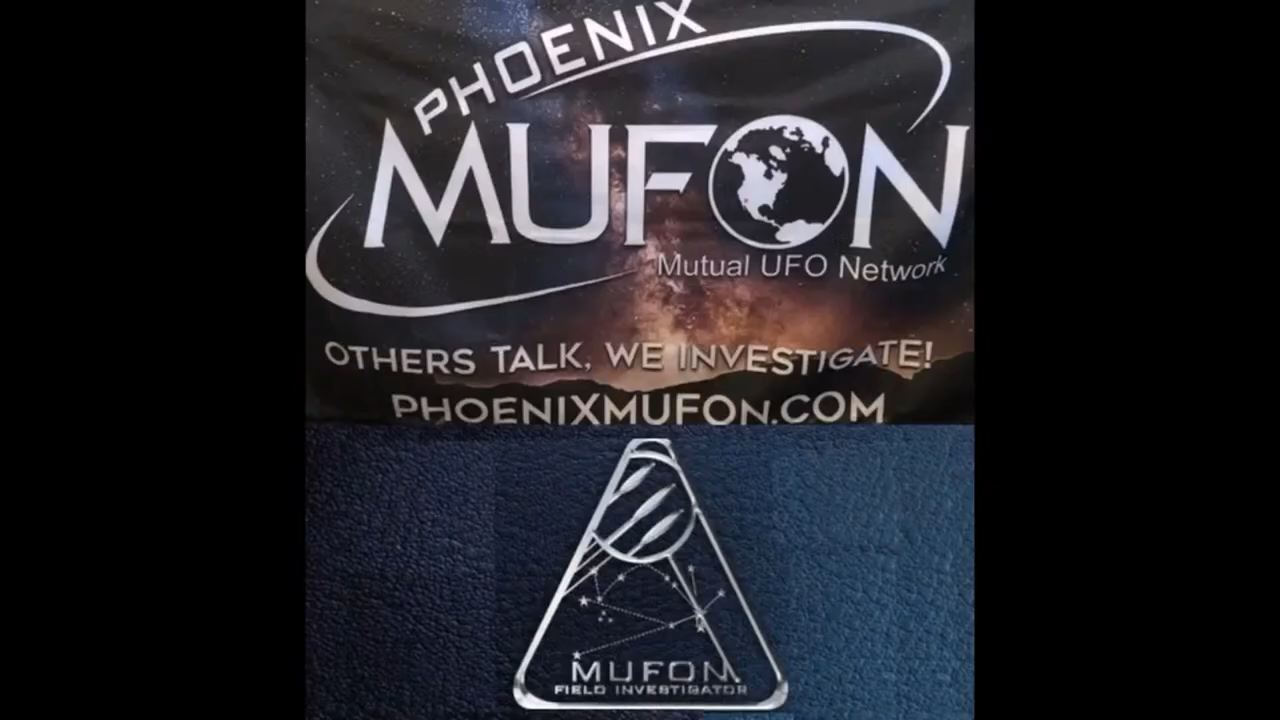 PHOENIX
MUFON
Mutual UFO Network
OTHERS TALK, WE INVESTIGATE!
PHOENIXMUFON.COM
MUFON
FIELD INVESTIGATOR